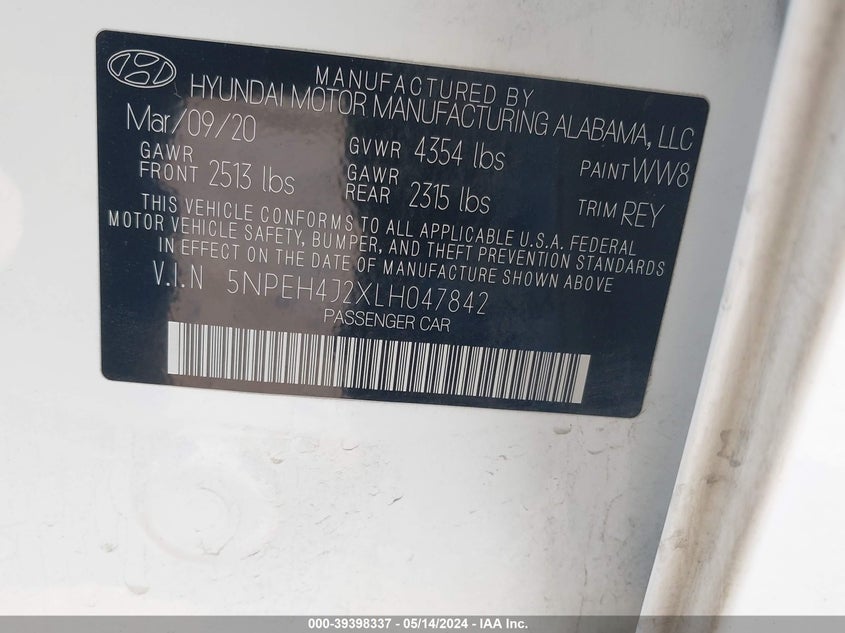 MANUFACTURED BY
HYUNDAI MOTOR MANUFACTURING ALABAMA, LLC
Mar/09/20
GVWR 4354 lbs
PAINT WW8
GAWR FRONT 2513 lbs
GAWR REAR 2315 lbs
TRIM REY
THIS VEHICLE CONFORMS TO ALL APPLICABLE U.S.A. FEDERAL
MOTOR VEHICLE SAFETY, BUMPER, AND THEFT PREVENTION STANDARDS
IN EFFECT ON THE DATE OF MANUFACTURE SHOWN ABOVE
V.I.N 5NPEH4J2XLH047842
PASSENGER CAR
000-39398337 - 05/14/2024 - IAA Inc.